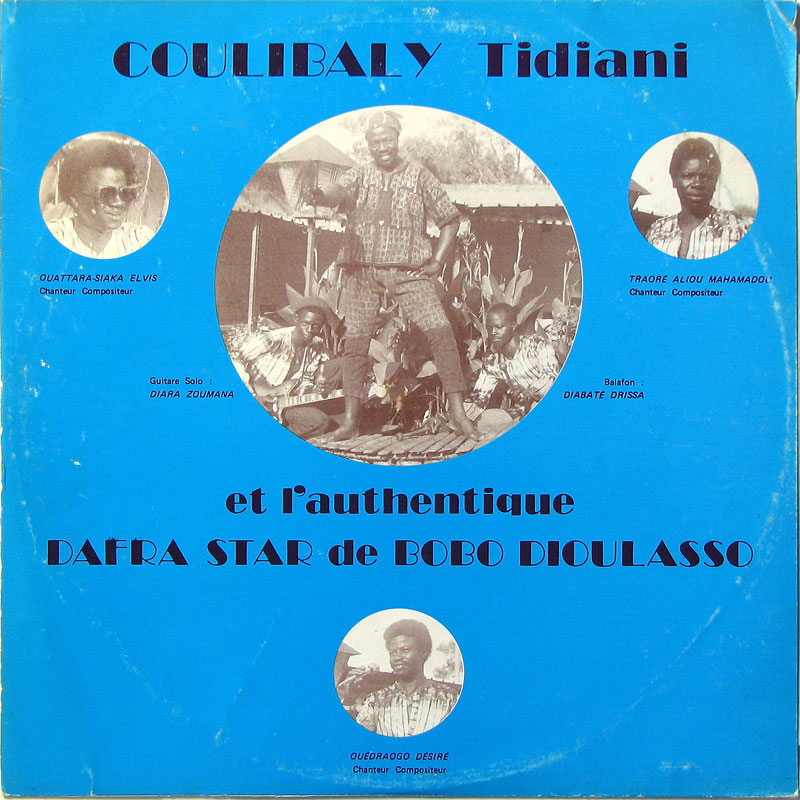 COULIBALY Tidiani
OUATTARA-SIAKA ELVIS
Chanteur Compositeur
TRAORÉ ALIOU MAHAMADOU
Chanteur Compositeur
Guitare Solo :
DIARA ZOUMANA
Balafon :
DIABATÉ DRISSA
et l'authentique
DAFRA STAR de BOBO DIOULASSO
OUÉDRAOGO DÉSIRÉ
Chanteur Compositeur